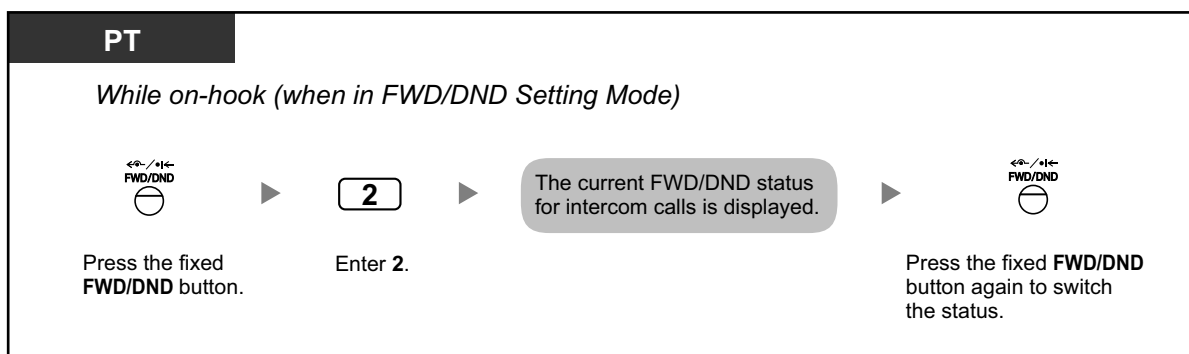 PT
While on-hook (when in FWD/DND Setting Mode)
FWD/DND
2
The current FWD/DND status
for intercom calls is displayed.
FWD/DND
Press the fixed
FWD/DND button.
Enter 2.
Press the fixed FWD/DND
button again to switch
the status.